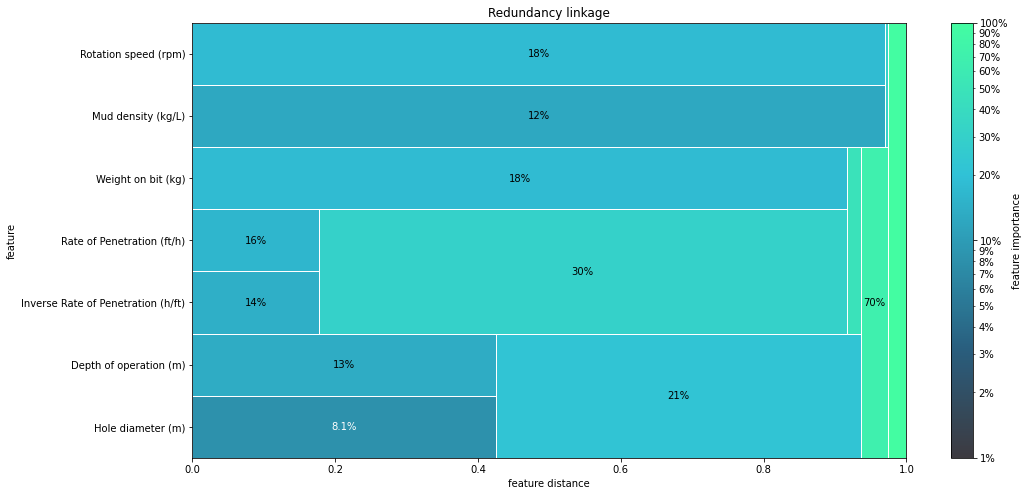 Redundancy linkage
feature
Rotation speed (rpm)
Mud density (kg/L)
Weight on bit (kg)
Rate of Penetration (ft/h)
Inverse Rate of Penetration (h/ft)
Depth of operation (m)
Hole diameter (m)
18%
12%
18%
16%
30%
14%
70%
13%
21%
8.1%
0.0 0.2 0.4 0.6 0.8 1.0
feature distance
100%
90%
80%
70%
60%
50%
40%
30%
20%
10%
9%
8%
7%
6%
5%
4%
3%
2%
1%
feature importance